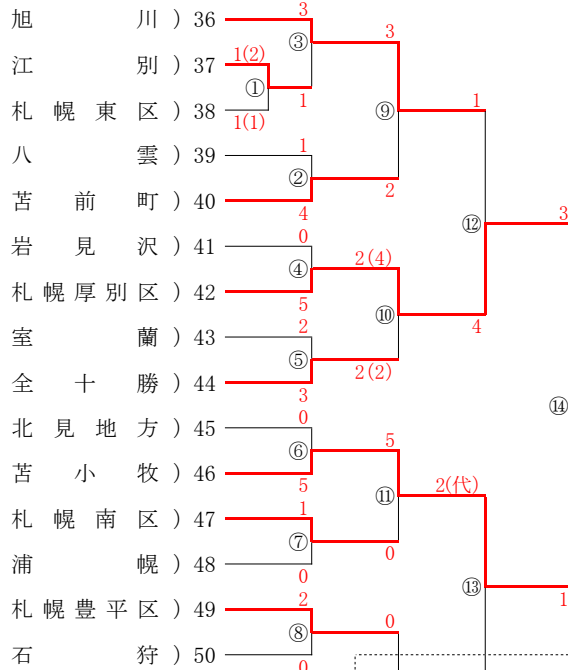 旭川) 36
3
③
3
江別) 37
1(2)
①
1
⑨
1
札幌東区) 38
1(1)
八雲) 39
1
②
2
苫前町) 40
4
⑫
3
岩見沢) 41
0
④
2(4)
札幌厚別区) 42
5
⑩
4
室蘭) 43
2
⑤
2(2)
全十勝) 44
3
⑭
北見地方) 45
0
⑥
5
苫小牧) 46
5
⑪
2(代)
札幌南区) 47
1
⑦
0
浦幌) 48
0
⑬
1
札幌豊平区) 49
2
⑧
0
石狩) 50
0